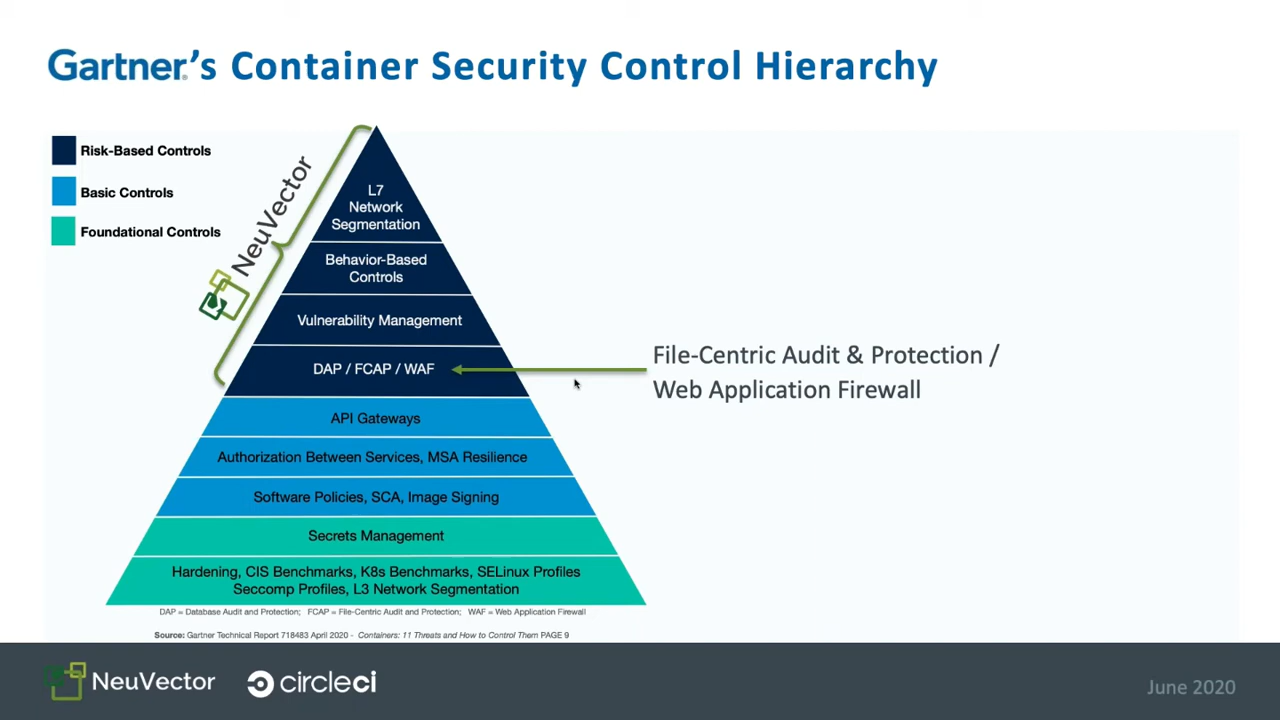 Gartner.'s Container Security Control Hierarchy
Risk-Based Controls
Basic Controls
Foundational Controls
NeuVector
L7
Network
Segmentation
Behavior-Based
Controls
Vulnerability Management
DAP / FCAP / WAF
File-Centric Audit & Protection /
Web Application Firewall
API Gateways
Authorization Between Services, MSA Resilience
Software Policies, SCA, Image Signing
Secrets Management
Hardening, CIS Benchmarks, K8s Benchmarks, SELinux Profiles
Seccomp Profiles, L3 Network Segmentation
DAP = Database Audit and Protection; FCAP = File-Centric Audit and Protection; WAF = Web Application Firewall
Source: Gartner Technical Report 718483 April 2020 - Containers: 11 Threats and How to Control Them PAGE 9
NeuVector
circleci
June 2020